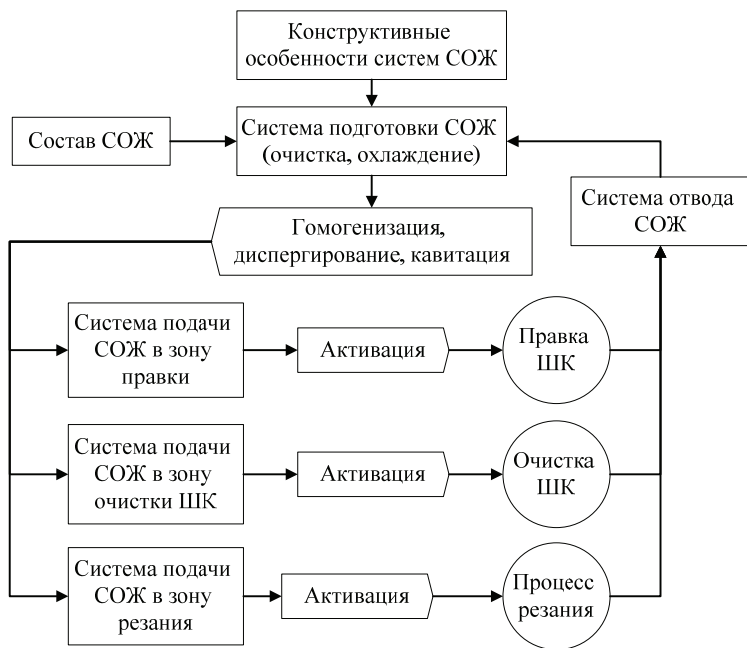 Конструктивные
особенности систем СОЖ
Состав СОЖ
Система подготовки СОЖ
(очистка, охлаждение)
Система отвода
СОЖ
Гомогенизация,
диспергирование, кавитация
Система подачи
СОЖ в зону
правки
Активация
Правка
ШК
Система подачи
СОЖ в зону
очистки ШК
Активация
Очистка
ШК
Система подачи
СОЖ в зону
резания
Активация
Процесс
резания